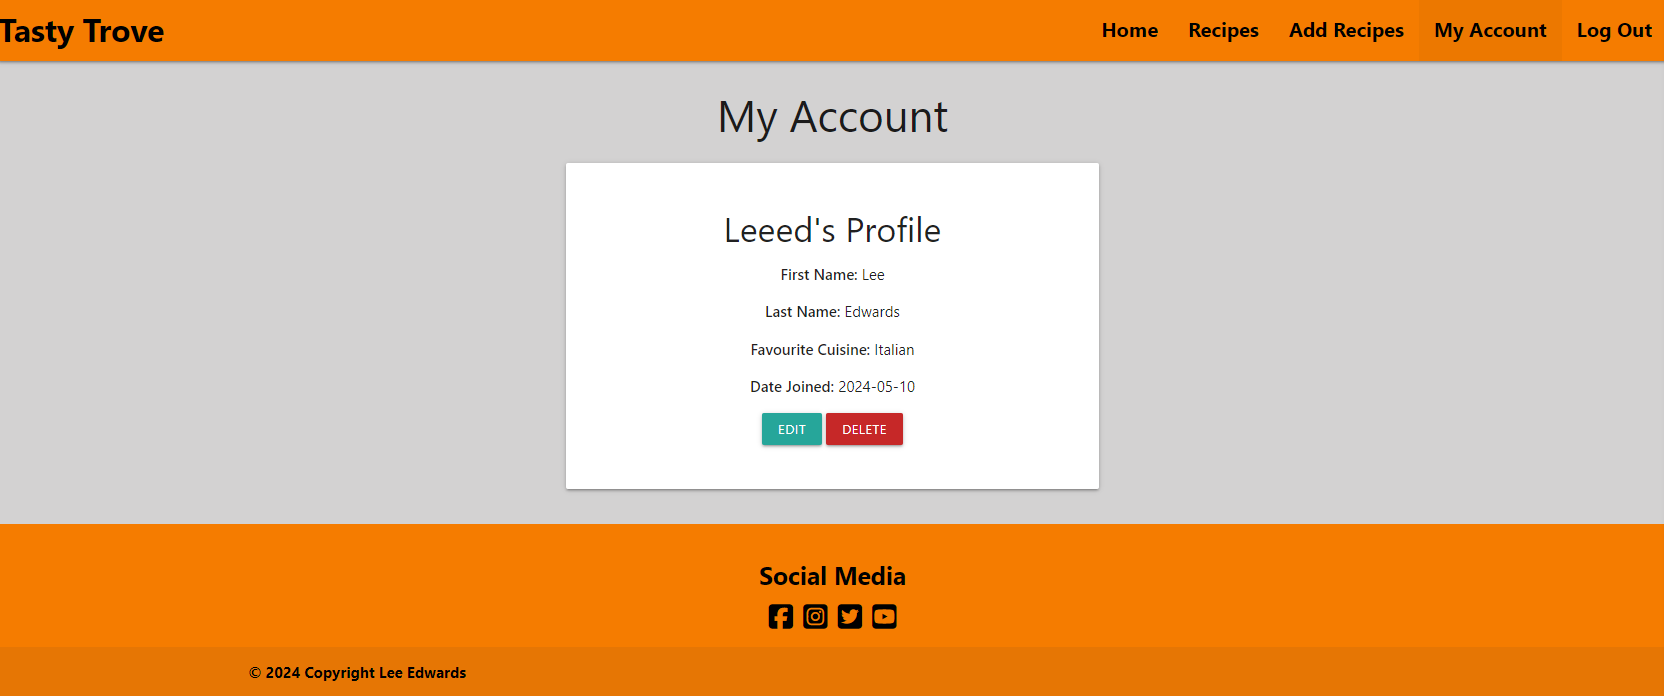 Tasty Trove Home Recipes Add Recipes My Account Log Out
My Account
Leeed's Profile
First Name: Lee
Last Name: Edwards
Favourite Cuisine: Italian
Date Joined: 2024-05-10
EDIT DELETE
Social Media
© 2024 Copyright Lee Edwards